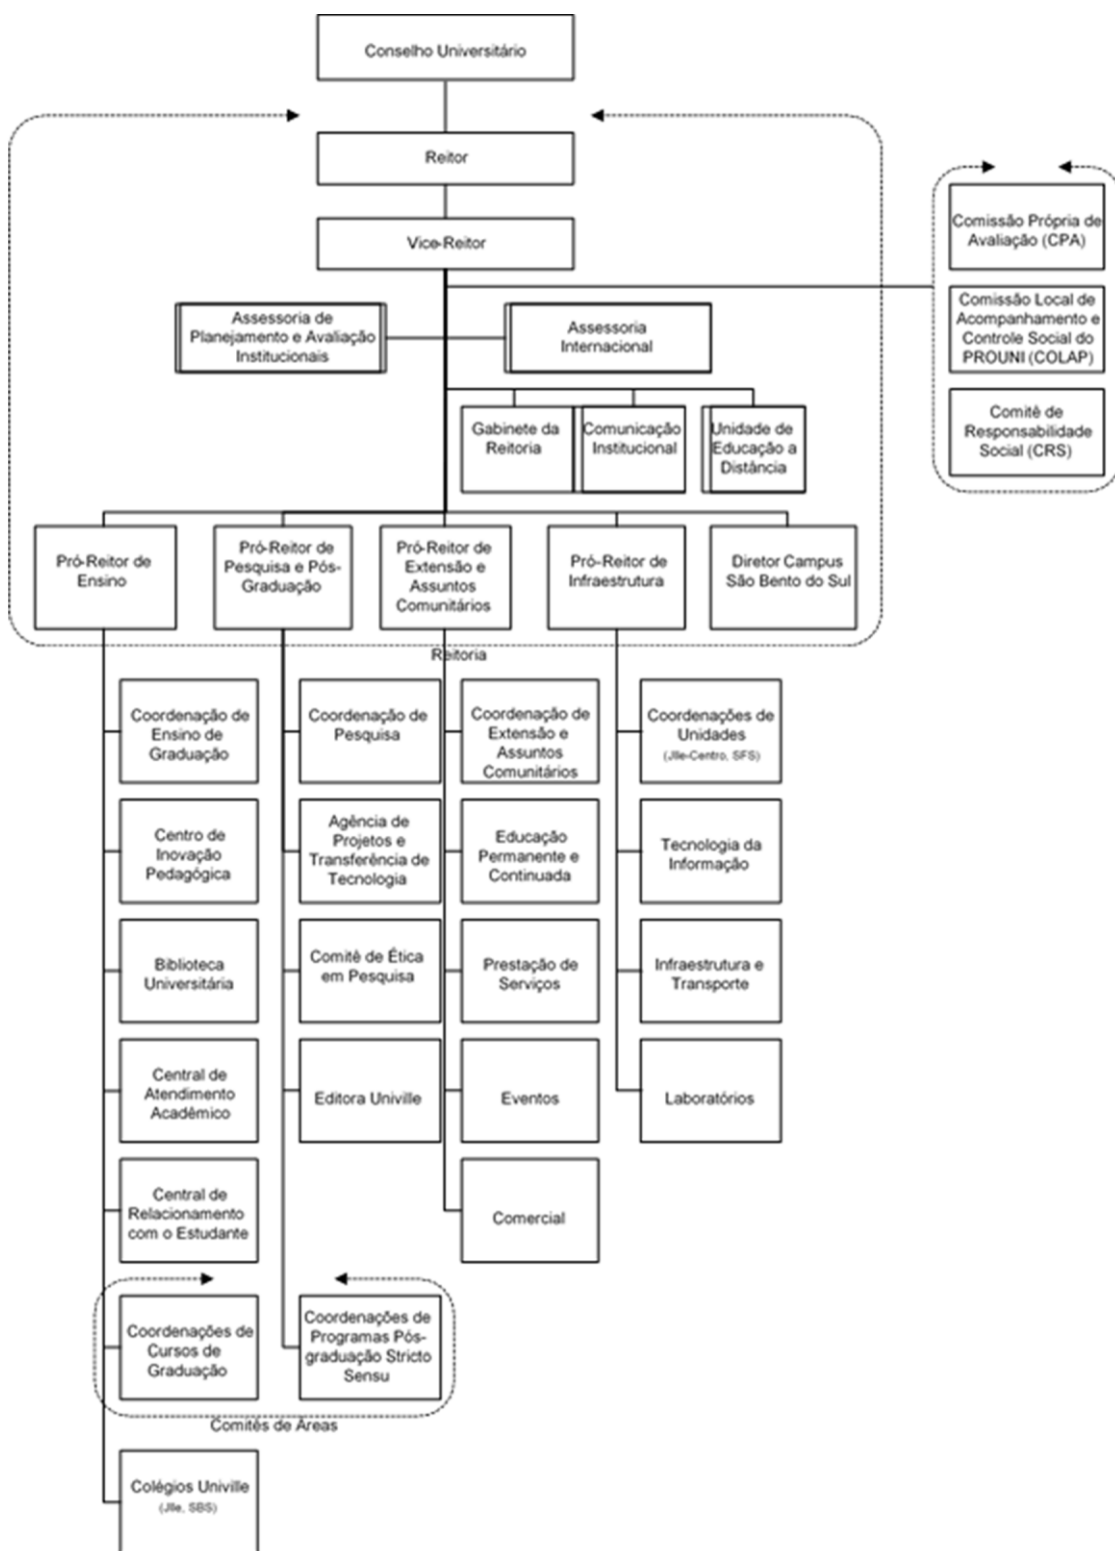 Conselho Universitário
Reitor
Vice-Reitor
Comissão Própria de
Avaliação (CPA)
Comissão Local de
Acompanhamento e
Controle Social do
PROUNI (COLAP)
Comitê de
Responsabilidade
Social (CRS)
Assessoria de
Planejamento e Avaliação
Institucionais
Assessoria
Internacional
Gabinete da
Reitoria
Comunicação
Institucional
Unidade de
Educação a
Distância
Pró-Reitor de
Ensino
Pró-Reitor de
Pesquisa e Pós-
Graduação
Pró-Reitor de
Extensão e
Assuntos
Comunitários
Pró-Reitor de
Infraestrutura
Diretor Campus
São Bento do Sul
Reitoria
Coordenação de
Ensino de
Graduação
Coordenação de
Pesquisa
Coordenação de
Extensão e
Assuntos
Comunitários
Coordenações de
Unidades
(Jlle-Centro, SFS)
Centro de
Inovação
Pedagógica
Agência de
Projetos e
Transferência de
Tecnologia
Educação
Permanente e
Continuada
Tecnologia da
Informação
Biblioteca
Universitária
Comitê de Ética
em Pesquisa
Prestação de
Serviços
Infraestrutura e
Transporte
Central de
Atendimento
Acadêmico
Editora Univille
Eventos
Laboratórios
Central de
Relacionamento
com o Estudante
Comercial
Coordenações de
Cursos de
Graduação
Coordenações de
Programas Pós-
graduação Stricto
Sensu
Comitês de Áreas
Colégios Univille
(Jlle, SBS)